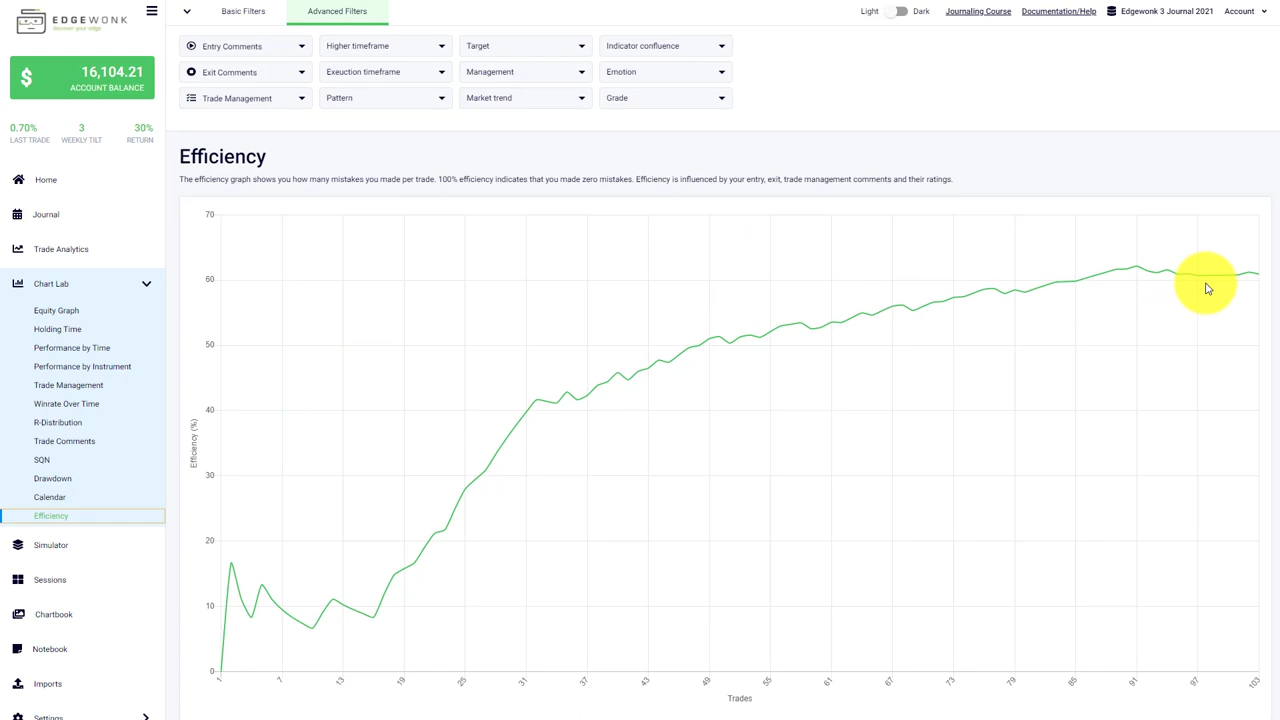 EDGEWONK
discover your edge
$ 16,104.21
ACCOUNT BALANCE
0.70% 3 30%
LAST TRADE WEEKLY TILT RETURN
Home
Journal
Trade Analytics
Chart Lab
Equity Graph
Holding Time
Performance by Time
Performance by Instrument
Trade Management
Winrate Over Time
R-Distribution
Trade Comments
SQN
Drawdown
Calendar
Efficiency
Simulator
Sessions
Chartbook
Notebook
Imports
Settings
Basic Filters Advanced Filters Light Dark Journaling Course Documentation/Help Edgewonk 3 Journal 2021 Account
Entry Comments Higher timeframe Target Indicator confluence
Exit Comments Exeuction timeframe Management Emotion
Trade Management Pattern Market trend Grade
Efficiency
The efficiency graph shows you how many mistakes you made per trade. 100% efficiency indicates that you made zero mistakes. Efficiency is influenced by your entry, exit, trade management comments and their ratings.
70
60
50
40
30
20
10
0
Efficiency (%)
1 7 13 19 25 31 37 43 49 55 61 67 73 79 85 91 97 103
Trades